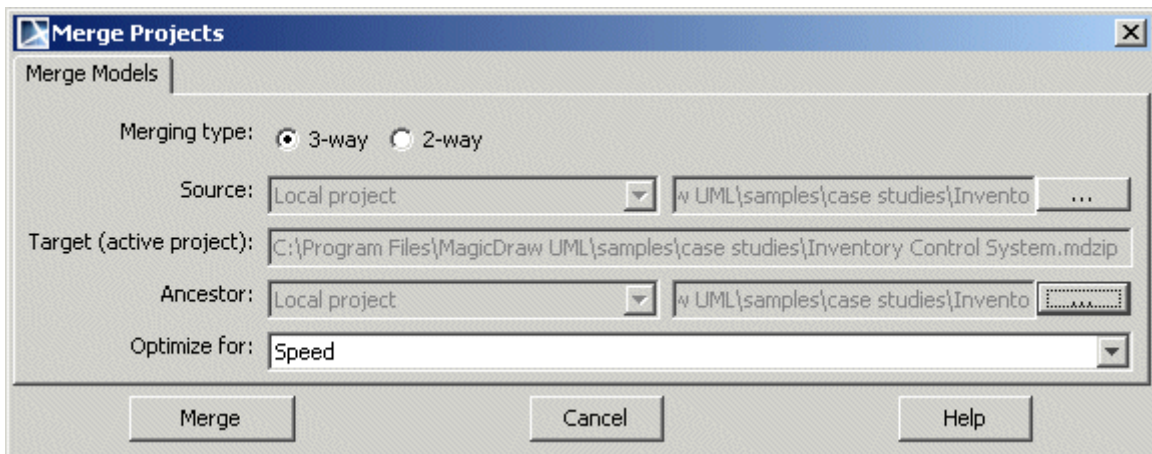 Merge Projects
Merge Models
Merging type: 3-way 2-way
Source: Local project w UML\samples\case studies\Invento ...
Target (active project): C:\Program Files\MagicDraw UML\samples\case studies\Inventory Control System.mdzip
Ancestor: Local project w UML\samples\case studies\Invento ...
Optimize for: Speed
Merge Cancel Help